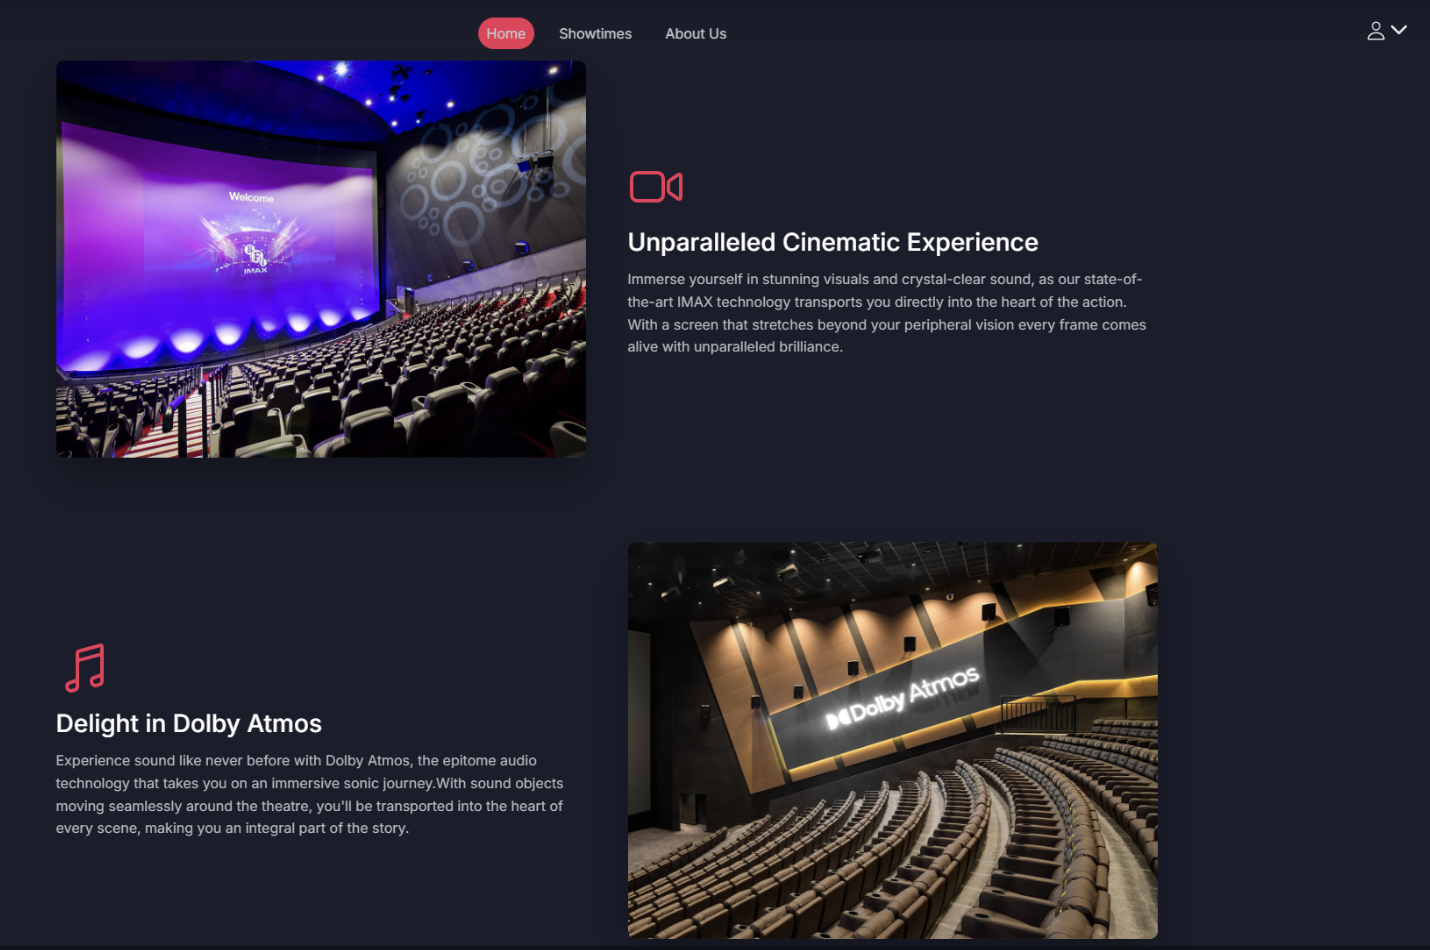 Home Showtimes About Us
Welcome
BFI
IMAX
Unparalleled Cinematic Experience
Immerse yourself in stunning visuals and crystal-clear sound, as our state-of-
the-art IMAX technology transports you directly into the heart of the action.
With a screen that stretches beyond your peripheral vision every frame comes
alive with unparalleled brilliance.
Delight in Dolby Atmos
Experience sound like never before with Dolby Atmos, the epitome audio
technology that takes you on an immersive sonic journey.With sound objects
moving seamlessly around the theatre, you'll be transported into the heart of
every scene, making you an integral part of the story.
Dolby Atmos